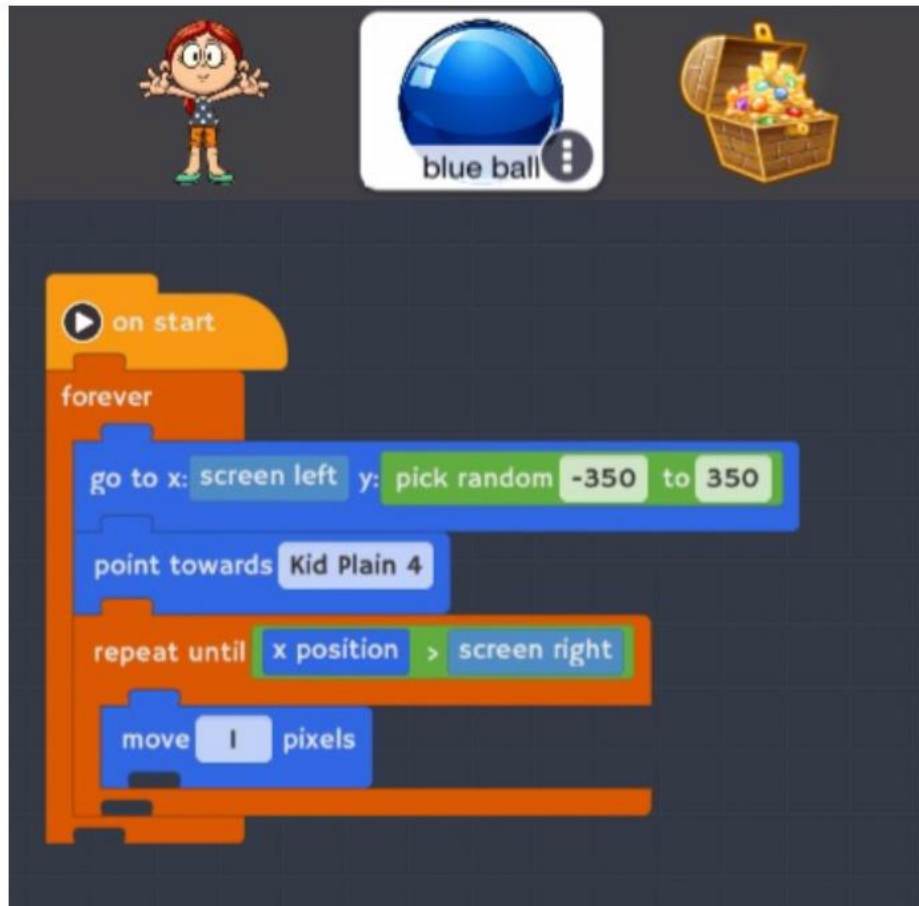 blue ball
on start
forever
go to x: screen left y: pick random -350 to 350
point towards Kid Plain 4
repeat until x position > screen right
move 1 pixels